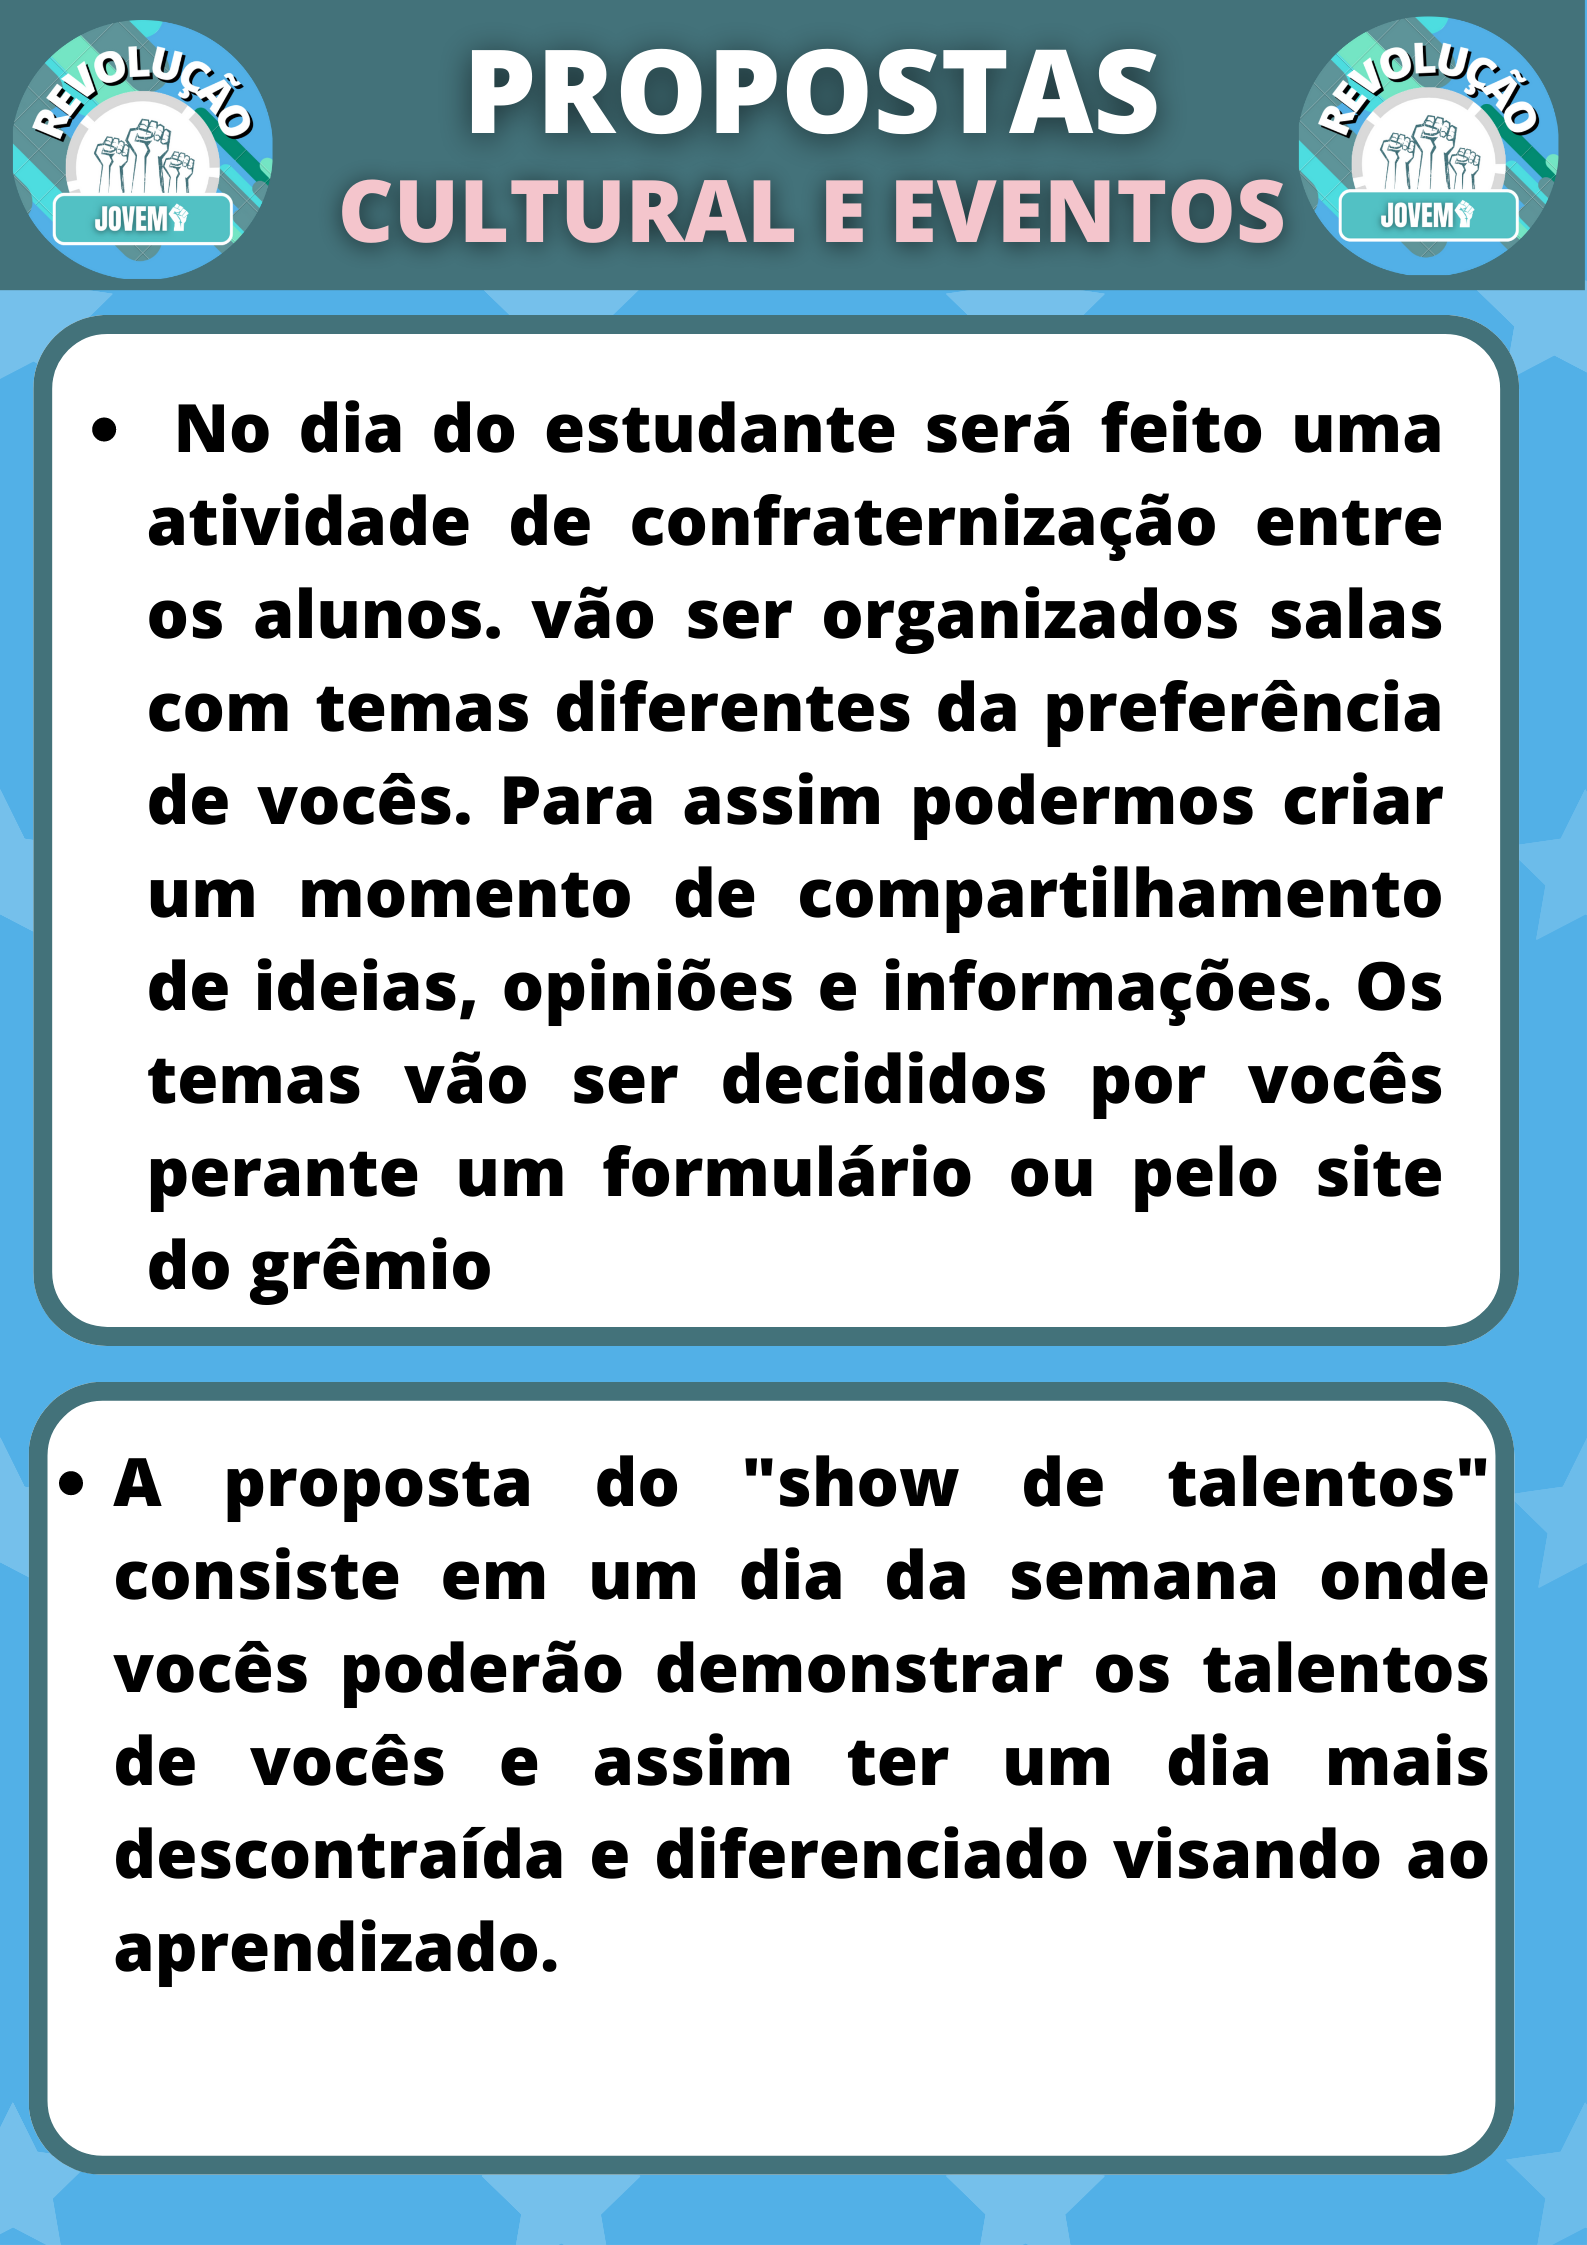 REVOLUÇÃO
JOVEM
PROPOSTAS
CULTURAL E EVENTOS
REVOLUÇÃO
JOVEM
• No dia do estudante será feito uma
atividade de confraternização entre
os alunos. vão ser organizados salas
com temas diferentes da preferência
de vocês. Para assim podermos criar
um momento de compartilhamento
de ideias, opiniões e informações. Os
temas vão ser decididos por vocês
perante um formulário ou pelo site
do grêmio
• A proposta do "show de talentos"
consiste em um dia da semana onde
vocês poderão demonstrar os talentos
de vocês e assim ter um dia mais
descontraída e diferenciado visando ao
aprendizado.